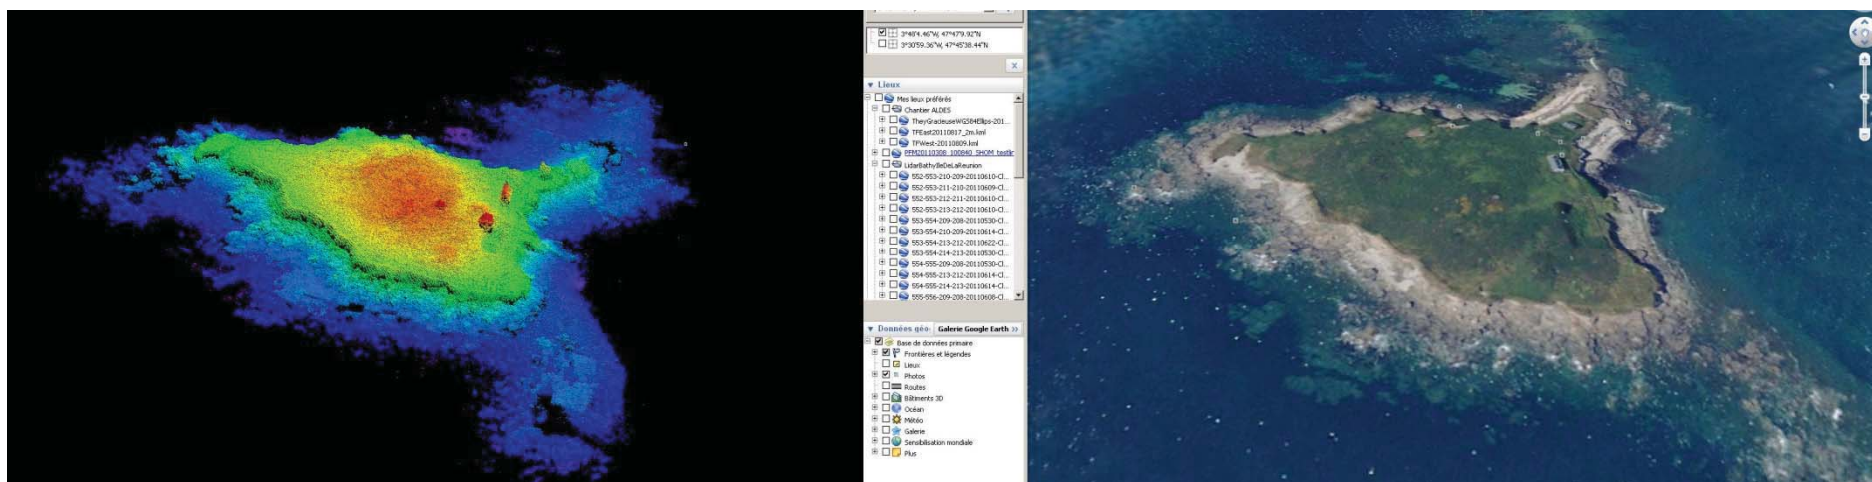 3°48'4.46"W, 47°47'9.92"N
3°30'59.36"W, 47°45'38.44"N
Lieux
Mes lieux préférés
Chantier ALDES
TheyGracieuseWGS84Ellips-201...
TFEast20110817_2m.kml
TFWest-20110809.kml
PFM20110308_100840_SHOM_testin
LidarBathyIleDeLaReunion
552-553-210-209-20110610-Cl...
552-553-211-210-20110609-Cl...
552-553-212-211-20110610-Cl...
552-553-213-212-20110610-Cl...
553-554-209-208-20110530-Cl...
553-554-210-209-20110614-Cl...
553-554-213-212-20110622-Cl...
553-554-214-213-20110530-Cl...
554-555-209-208-20110530-Cl...
554-555-213-212-20110614-Cl...
554-555-214-213-20110614-Cl...
555-556-209-208-20110608-Cl...
Données géo Galerie Google Earth >>
Base de données primaire
Frontières et légendes
Lieux
Photos
Routes
Bâtiments 3D
Océan
Météo
Galerie
Sensibilisation mondiale
Plus